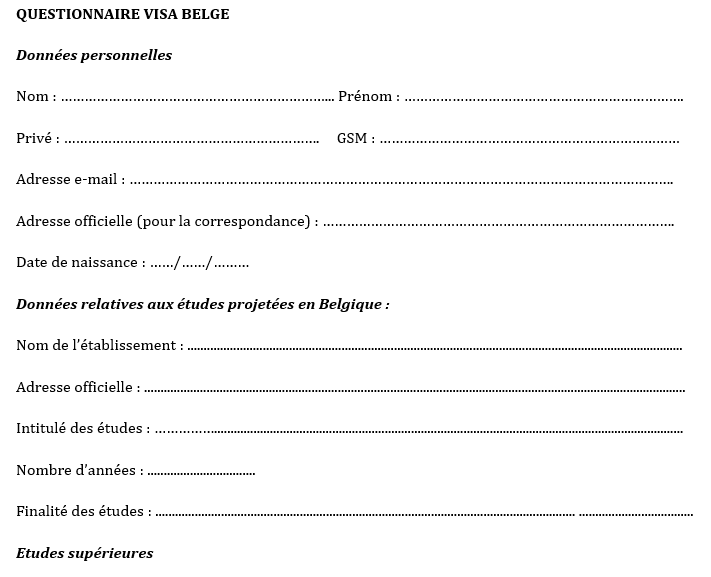 QUESTIONNAIRE VISA BELGE
Données personnelles
Nom : ……………………………………………………………... Prénom : …………………………………………………………….
Privé : ………………………………………………………. GSM : …………………………………………………………………
Adresse e-mail : ……………………………………………………………………………………………………………………….
Adresse officielle (pour la correspondance) : …………………………………………………………………………….
Date de naissance : ……/……/………
Données relatives aux études projetées en Belgique :
Nom de l’établissement : ........................................................................................................................................................
Adresse officielle : .....................................................................................................................................................................
Intitulé des études : ……………...............................................................................................................................................
Nombre d’années : .................................
Finalité des études : ................................................................................................................................ ...................................
Etudes supérieures